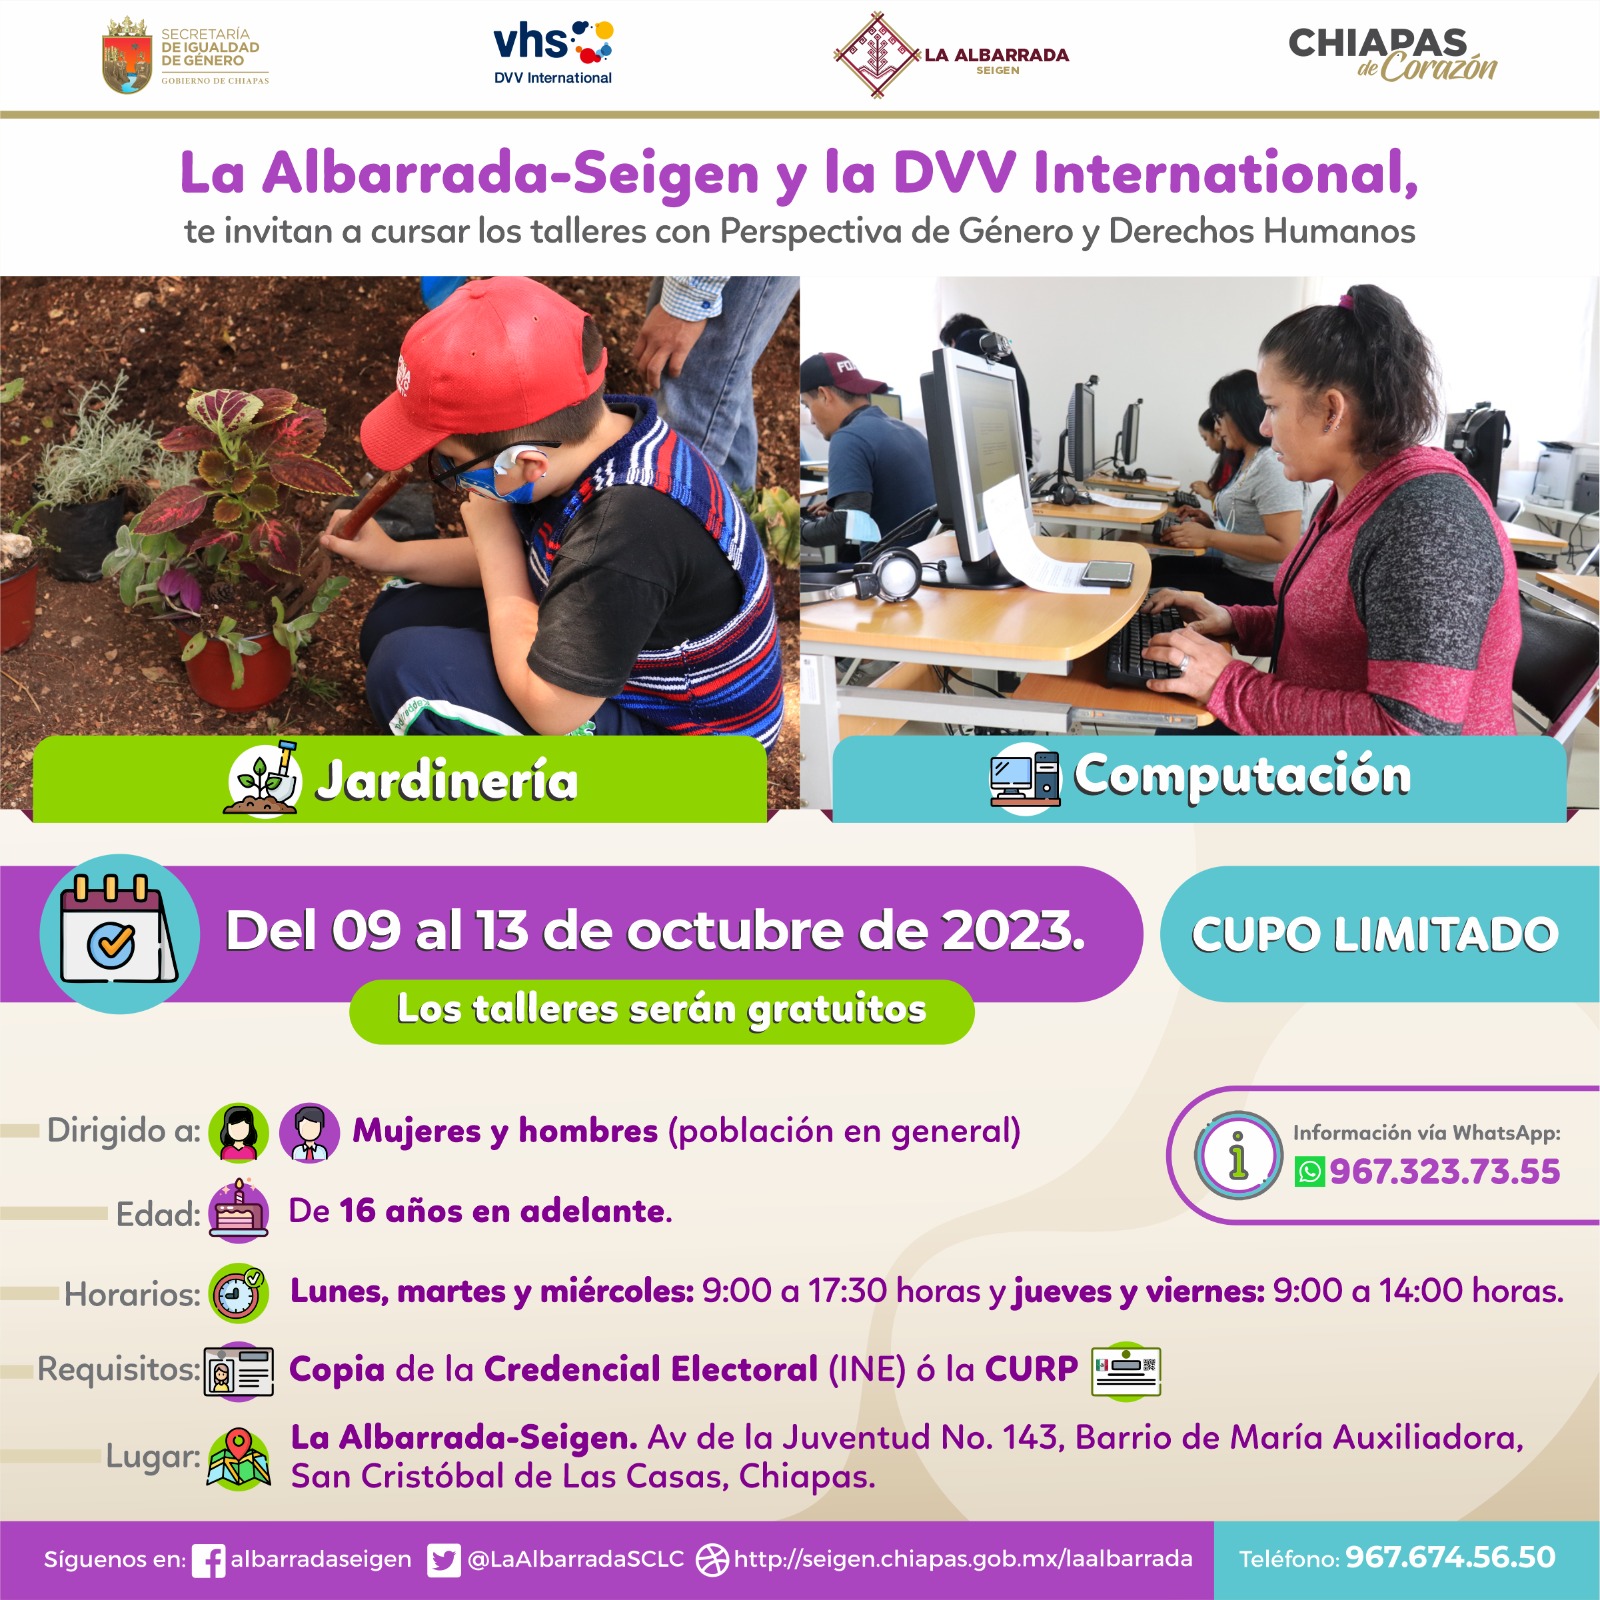 SECRETARÍA
DE IGUALDAD
DE GÉNERO
GOBIERNO DE CHIAPAS
vhs
DVV International
LA ALBARRADA
SEIGEN
CHIAPAS
de Corazón
La Albarrada-Seigen y la DVV International,
te invitan a cursar los talleres con Perspectiva de Género y Derechos Humanos
Jardinería
Computación
Del 09 al 13 de octubre de 2023.
CUPO LIMITADO
Los talleres serán gratuitos
Dirigido a: Mujeres y hombres (población en general)
Información vía WhatsApp:
967.323.73.55
Edad: De 16 años en adelante.
Horarios: Lunes, martes y miércoles: 9:00 a 17:30 horas y jueves y viernes: 9:00 a 14:00 horas.
Requisitos: Copia de la Credencial Electoral (INE) ó la CURP
Lugar: La Albarrada-Seigen. Av de la Juventud No. 143, Barrio de María Auxiliadora,
San Cristóbal de Las Casas, Chiapas.
Síguenos en: albarradaseigen @LaAlbarradaSCLC http://seigen.chiapas.gob.mx/laalbarrada
Teléfono: 967.674.56.50